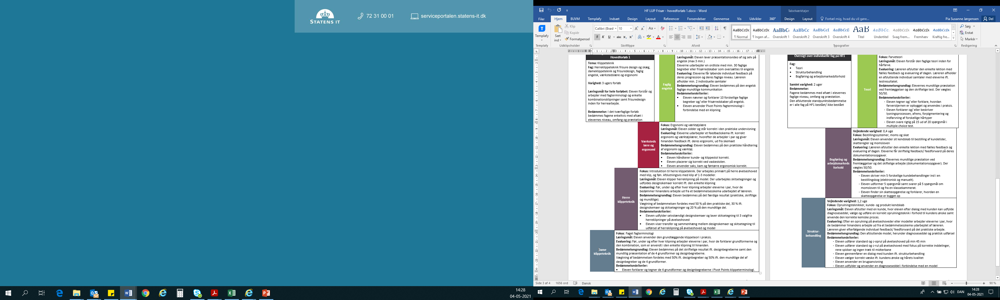 STATENS IT
72 31 00 01
serviceportalen.statens-it.dk
HF LUP Frisør - hovedforløb 1.docx - Word
Tabelværktøjer
Filer Hjem BUVM Templafy Indsæt Design Layout Referencer Forsendelser Gennemse Vis Udvikler 360° Design Layout Fortæl mig, hvad du vil gøre... Pia Susanne Jørgensen Del
Templafy
Sæt ind
Klip
Kopiér
Formatpensel
Calibri (Brød 10
F K U abc x₂ x²
AaBbCcDc AaBbCcDc AaBbC AaBbCc AaBbCcI AaBbCcD AaB AaBbCc. AaBbCcDı AaBbCcDı AaBbCcDı
¶ Normal ¶ Ingen af... Overskrift 1 Overskrift 2 Overskrift 3 Overskrift 4 Titel Undertitel Svag frem... Fremhæv Kraftig fre...
Søg
Erstat
Markér
Templafy Udklipsholder Skrifttype Afsnit Typografier Redigering
Hovedforløb 1
Tema: Klippeteknik
Fag: Herreklippeteknik frisure design og skæg,
dameklippeteknik og frisuredesign, faglig
engelsk, værkstedslære og ergonomi
Varighed: 3 ugers forløb
Læringsmål for hele forløbet: Eleven forstår og
arbejder med fagterminologi og enkelte
kombinationsklipninger samt frisuredesign
inden for herrearbejde.
Bedømmelse: I det tværfaglige forløb
bedømmes fagene enkeltvis med afsæt i
elevernes niveau, omfang og præstation
Faglig
engelsk
Læringsmål: Eleven laver præsentationsvideo af sig selv på
engelsk (max 3 min.)
Eleverne udarbejder en ordliste med min. 30 faglige
begreber eller frisørredskaber som oversættes til engelsk
Evaluering: Eleverne får løbende individuel feedback på
deres progression og deres faglige niveau. Læreren
afholder min. 2 individuelle samtaler
Bedømmelsesgrundlag: Eleven bedømmes på den engelsk
faglige mundtlige kommunikation
Bedømmelseskriterier:
• Eleven nævner og forklarer 10 forskellige faglige
begreber og/ eller frisørredskaber på engelsk.
• Eleven anvender Pivot Points fagterminologi i
forbindelse med en klipning
Værksteds
lære og
ergonomi
Fokus: Ergonomi og værktøjslære
Læringsmål: Eleven sidder og står korrekt i den praktiske undervisning
Evaluering: Eleverne udarbejder et feedbackskema ift. korrekt
ergonomi og værktøjslærer, hvorefter de arbejder i par og giver
hinanden feedback ift. deres ergonomi, ud fra skemaet
Bedømmelsesgrundlag: Eleven bedømmes på den praktiske håndtering
af ergonomi og værktøj
Bedømmelseskriterier:
• Eleven håndterer kunde- og klippestol korrekt.
• Eleven placerer sig korrekt ved vaskestolen.
• Eleven anvender saks, kam og føntørre ergonomisk korrekt.
Herre
klippeteknik
Fokus: Introduktion til herre klippeteknik. Der arbejdes primært på herre øvelseshoved
med klip, og føn. Afslutningsvis med klip af 1-3 modeller.
Læringsmål: Eleven klipper herreklipning på model. Der udarbejdes skitsetegninger og
udfyldes designskemaer korrekt ift. den enkelte klipning
Evaluering: Før, under og efter hver klipning arbejder eleverne i par, hvor de
bedømmer hinandens arbejde ud fra et bedømmelsesskema udarbejdet af læreren.
Bedømmelsesgrundlag: Eleven bedømmes på det færdige resultat (praktiske, skriftlige
og mundtlige).
Vægtning af bedømmelsen fordeles med 50 % på den praktiske del, 30 % ift.
designskemaer og skitsetegninger og 20 % på den mundtlige del.
Bedømmelseskriterier:
• Eleven udfylder selvstændigt designskemaer og laver skitsetegning til 3 valgfrie
herreklipninger på øvelseshoved
• Eleven viser transfer og sammenhæng mellem designskemaer og skitsetegning til
udførsel af herreklipning på øvelseshoved og model
Dame
klippeteknik
Fokus: Faget fagterminologi
Læringsmål: Eleven anvender den grundlæggende klippeteori i praksis.
Evaluering: Før, under og efter hver klipning arbejder eleverne i par, hvor de forklarer grundformerne og
den kombination, som er anvendt i den enkelte klipning til hinanden.
Bedømmelsesgrundlag: Eleven bedømmes på det skriftelige resultat ift. designbegreberne samt den
mundtlig præsentation af de 4 grundformer og designbegreberne.
Vægtning af bedømmelsen fordeles med 50% ift. designbegreber og 50% ift. den mundtlige del af
designbegreber og de 4 grundformer.
Bedømmelseskriterier:
• Eleven forklarer og tegner de 4 grundformer og designbegreberne i Pivot Points klippeterminologi.
Oversigt over individuelle fag på HF1
Fag:
• Teori
• Strukturbehandling
• Bogføring og arbejdsmarkedsforhold
Samlet varighed: 2 uger
Bedømmelse:
Fagene bedømmes med afsæt i elevernes
faglige niveau, omfang og præstation.
Den afsluttende standpunktsbedømmelse
er i alle fag på HF1 bestået/ ikke bestået
Teori
Fokus: Farveteori
Læringsmål: Eleven forstår den faglige teori inden for
hårfarve.
Evaluering: Læreren afslutter den enkelte lektion med
fælles feedback og evaluering af dagen. Læreren afholder
en afsluttende individuel samtaler med eleverne ift.
testresultatet.
Bedømmelsesgrundlag: Elevernes mundtlige præstation
ved fremlæggelser og den skriftlige test. Der vægtes
50/50.
Bedømmelseskriterier:
- Eleven tegner og/ eller forklare, hvordan
farverstjernen er opbygget og anvendes i praksis.
- Eleven forklarer og/ eller beskriver
lysningsprocessen, afrens, forpigmentering og
indfarvning af forskellige hårtyper
- Eleven svare rigtig på 15 ud af 20 spørgsmål i
multiple choice test.
Bogføring og
arbejdsmarkeds
forhold
Vejledende varighed: 0,4 uge
Fokus: Bestillingssystemer, moms og skat
Læringsmål: Eleven anvender sit kendskab til bestilling af kundetider,
skatteregler og momsloven
Evaluering: Læreren afslutter den enkelte lektion med fælles feedback og
evaluering af dagen. Eleverne får skriftelig feedback/ feedforward på deres
dokumentationsopgaver.
Bedømmelsesgrundlag: Elevernes mundtlige præstation ved
fremlæggelser og det skiftelige arbejde (dokumentationsopgaver). Der
vægtes 50/50.
Bedømmelseskriterier:
- Eleven skriver min 5 forskellige kundebehandlinger ind i en
bestillingsbog (elektronisk og manuelt).
- Eleven udformer 5 spørgsmål samt svarer på 5 spørgsmål om
momsloven til og fra en klassekammerat.
- Eleven finder sin skatteopgørelse og forklarer, hvordan en
skatteopgørelse er bygget op
Struktur-
behandling
Vejledende varighed: 1,2 uge
Fokus: Oprulningsteknikker, kunde- og produkt kendskab
Læringsmål: Eleven afslutter med en kunde, hvor eleven efter dialog med kunden kan udfylde
diagnoseseddel, vælge og udføre en korrekt oprulningsteknik i forhold til kundens ønske samt
anvende den korrekte kemiske proces.
Evaluering: Efter en oprulning på øvelseshoveder eller modeller arbejder eleverne i par, hvor
de bedømmer hinandens arbejde ud fra et bedømmelsesskema udarbejdet af læreren.
Læreren giver efterfølgende individuel feedback/ feedforward på det praktiske arbejde.
Bedømmelsesgrundlag: Den afsluttende model, herunder diagnoseseddel og praktisk udførsel
Bedømmelseskriterier:
- Eleven udfører standard og c-oprul på øvelseshoved på min 45 min
- Eleven udfører standard og c-rul på øvelseshoved med fokus på korrekte inddelinger,
rene spidser og ingen træk til midterbane
- Eleven gennemfører en dialog med kunden ift. strukturbehandling
- Eleven vælger korrekt væske ift. kundens ønske og hårets kvalitet
- Eleven anvender en brugsanvisning
- Eleven udfylder og anvender en diagnoseseddel i forbindelse med en model
Side 3 af 4 1656 ord Dansk 90 %
14:28
04-05-2021
DAN
14:28
04-05-2021